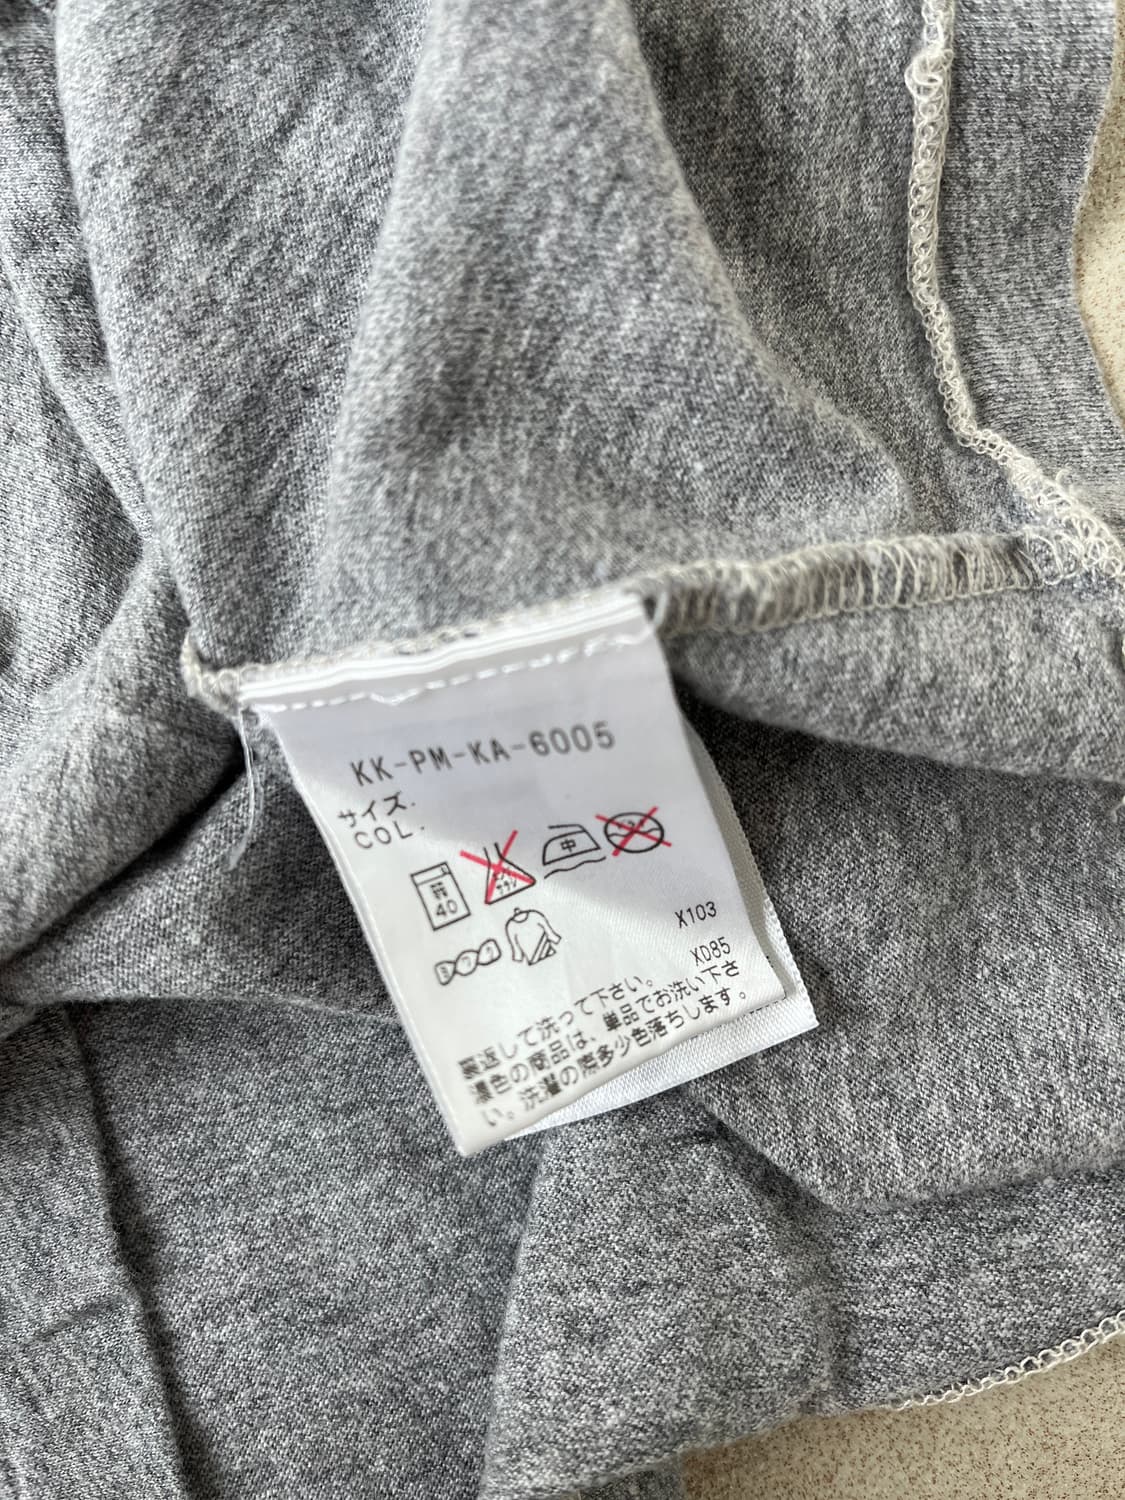 KK-PM-KA-6005
サイズ.
COL.
中
40
X103
XD85
裏返して洗って下さい。
濃色の商品は、単品でお洗い下さ
い。洗濯の際多少色落ちします。